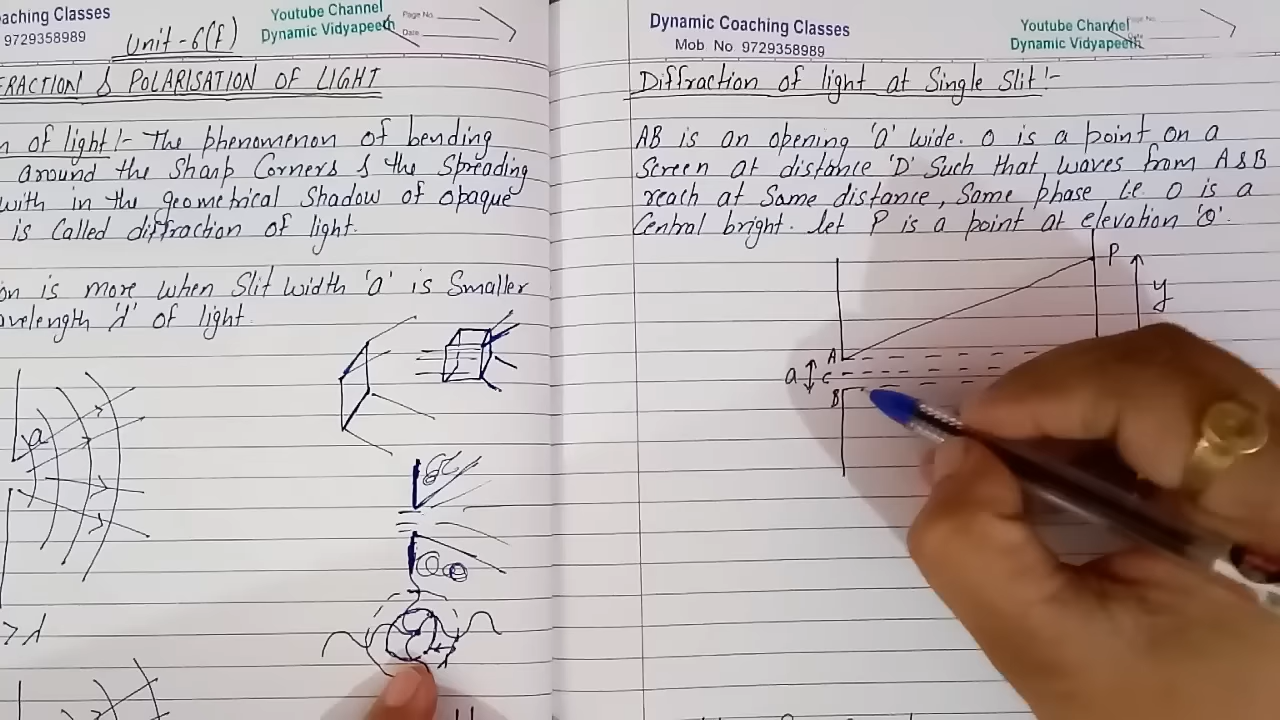 aching Classes
9729358989
Unit-6(f)
Youtube Channel
Dynamic Vidyapeeth
Page No.
Date
RACTION & POLARISATION OF LIGHT
n of light!- The phenomenon of bending
around the Sharp Corners & the Spreading
with in the geometrical Shadow of opaque
is Called diffraction of light.
on is more when Slit width 'a' is Smaller
avelength 'λ' of light.
a
> λ
Dynamic Coaching Classes
Mob No 9729358989
Youtube Channel
Dynamic Vidyapeeth
Diffraction of light at Single Slit!-
AB is an opening 'a' wide. O is a point on a
Screen at distance 'D' Such that waves from A & B
reach at Same distance, Same phase i.e. O is a
Central bright. Let P is a point at elevation 'θ'.
P
y
A
a
C
B